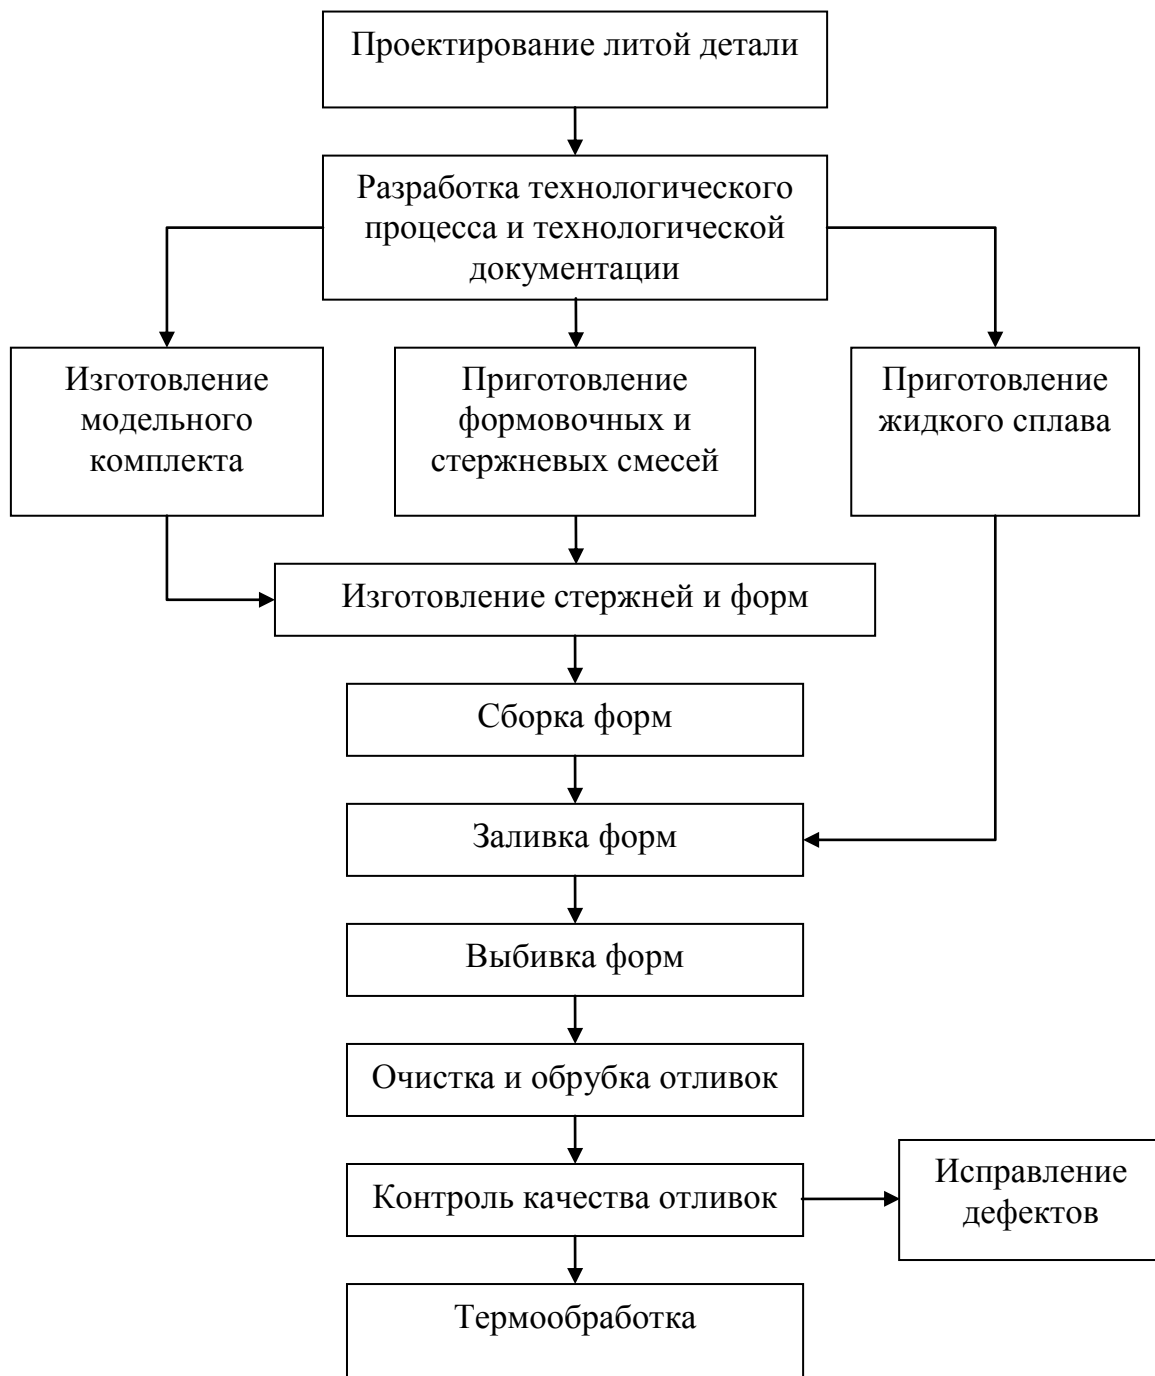 Проектирование литой детали
Разработка технологического
процесса и технологической
документации
Изготовление
модельного
комплекта
Приготовление
формовочных и
стержневых смесей
Приготовление
жидкого сплава
Изготовление стержней и форм
Сборка форм
Заливка форм
Выбивка форм
Очистка и обрубка отливок
Контроль качества отливок
Исправление
дефектов
Термообработка